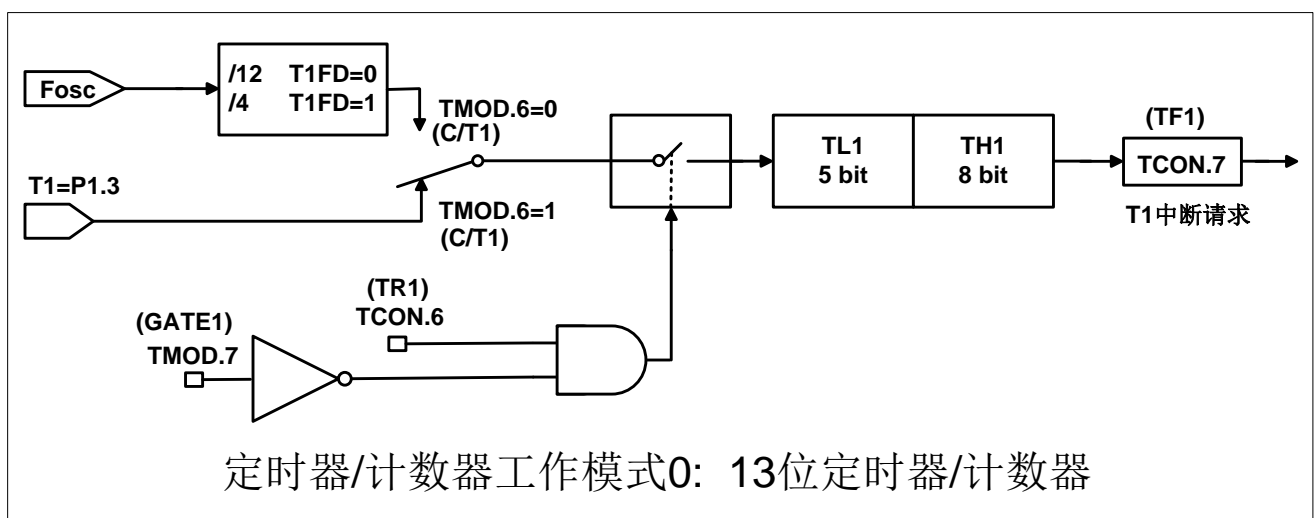 Fosc
/12 T1FD=0
/4 T1FD=1
TMOD.6=0
(C/T1)
T1=P1.3
TMOD.6=1
(C/T1)
TL1
5 bit
TH1
8 bit
(TF1)
TCON.7
T1中断请求
(TR1)
TCON.6
(GATE1)
TMOD.7
定时器/计数器工作模式0: 13位定时器/计数器